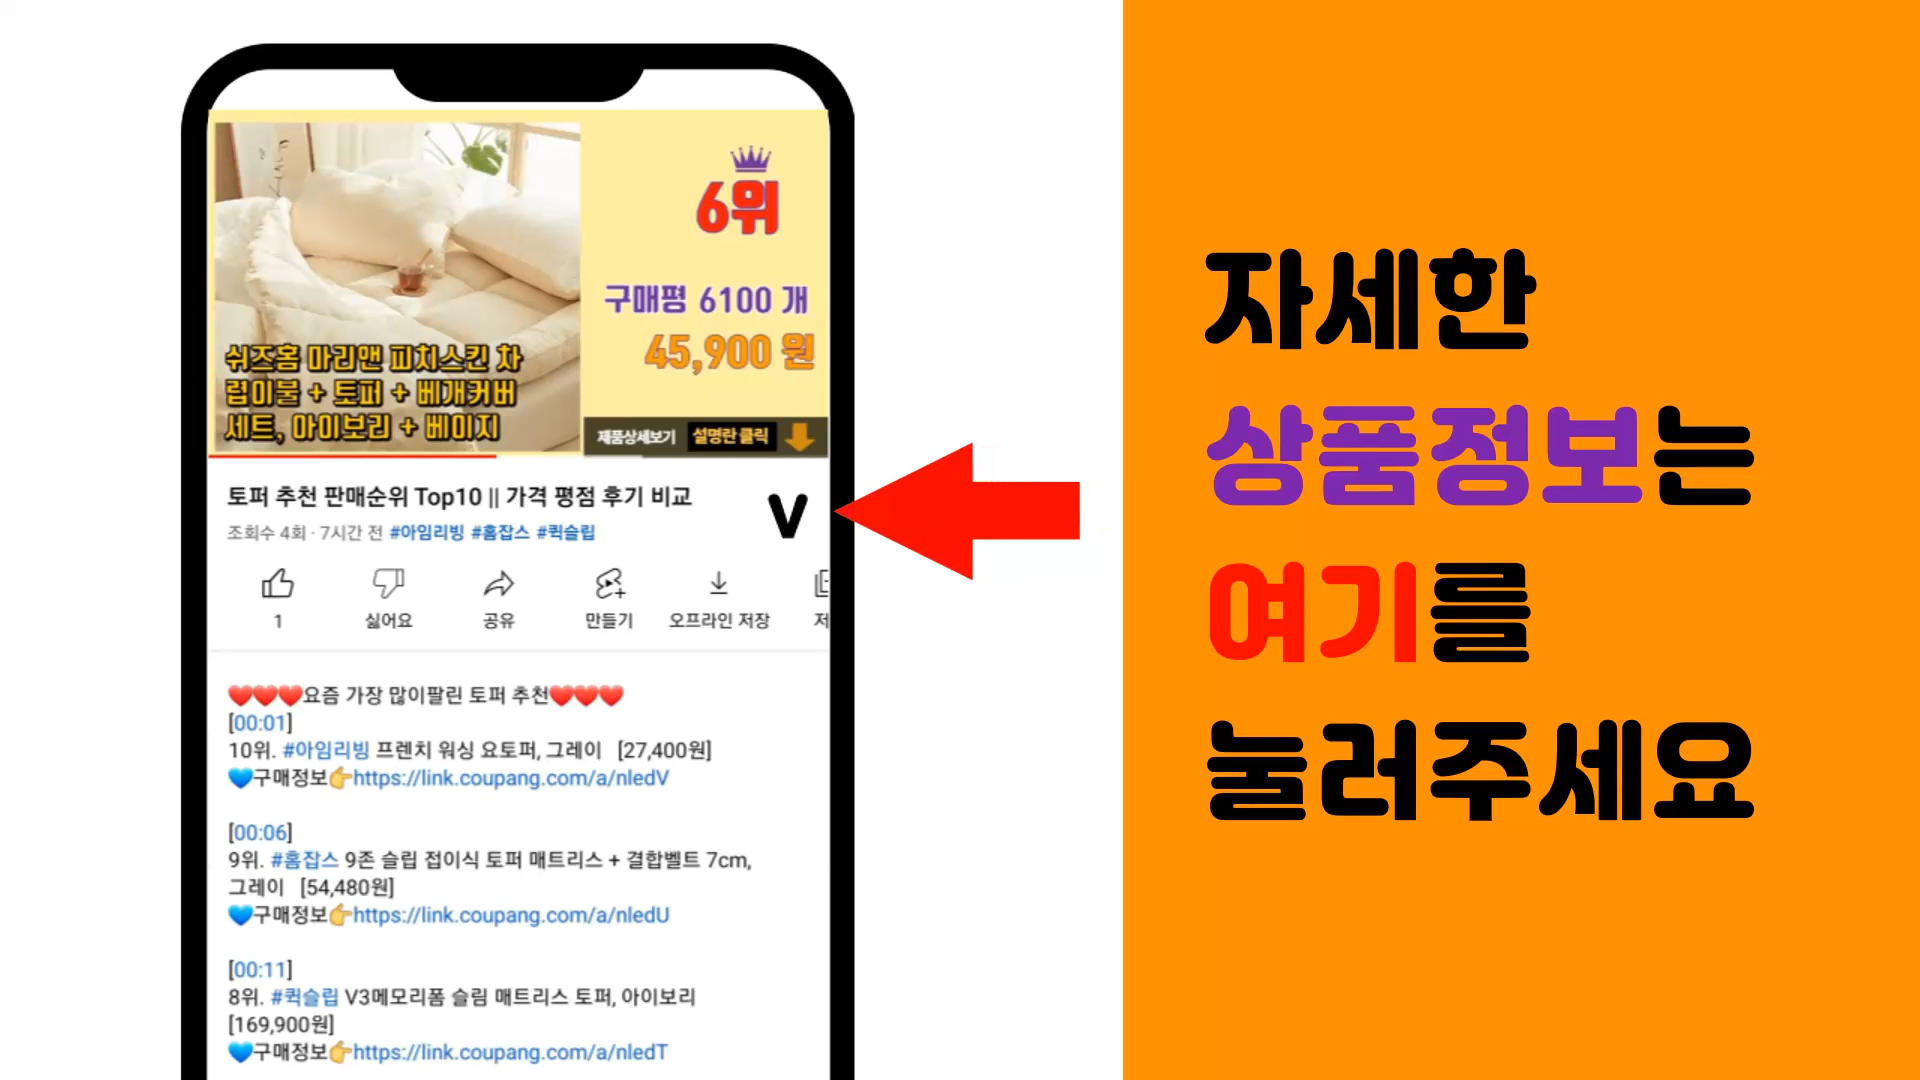 6위
구매평 6100 개
45,900 원
쉬즈홈 마리앤 피치스킨 차
렵이불 + 토퍼 + 베개커버
세트, 아이보리 + 베이지
제품상세보기 설명란 클릭
토퍼 추천 판매순위 Top10 || 가격 평점 후기 비교
조회수 4회 · 7시간 전 #아임리빙 #홈잡스 #퀵슬립
V
1 싫어요 공유 만들기 오프라인 저장 저
❤️❤️❤️요즘 가장 많이팔린 토퍼 추천❤️❤️❤️
[00:01]
10위. #아임리빙 프렌치 워싱 요토퍼, 그레이 [27,400원]
💙구매정보👉https://link.coupang.com/a/nledV
[00:06]
9위. #홈잡스 9존 슬립 접이식 토퍼 매트리스 + 결합벨트 7cm,
그레이 [54,480원]
💙구매정보👉https://link.coupang.com/a/nledU
[00:11]
8위. #퀵슬립 V3메모리폼 슬림 매트리스 토퍼, 아이보리
[169,900원]
💙구매정보👉https://link.coupang.com/a/nledT
자세한
상품정보는
여기를
눌러주세요